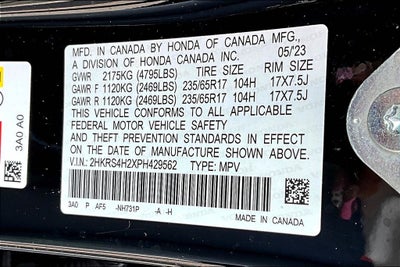 MFD. IN CANADA BY HONDA OF CANADA MFG.,
A DIVISION OF HONDA CANADA INC. 05/23
GVWR 2175KG (4795LBS) TIRE SIZE RIM SIZE
GAWR F 1120KG (2469LBS) 235/65R17 104H 17X7.5J
GAWR R 1120KG (2469LBS) 235/65R17 104H 17X7.5J
THIS VEHICLE CONFORMS TO ALL APPLICABLE
FEDERAL MOTOR VEHICLE SAFETY
AND THEFT PREVENTION STANDARDS IN EFFECT
ON THE DATE OF MANUFACTURE SHOWN ABOVE.
V.I.N: 2HKRS4H2XPH429562 TYPE: MPV
3A0 P AF5 -NH731P -A -H
MADE IN CANADA
3A0 A0